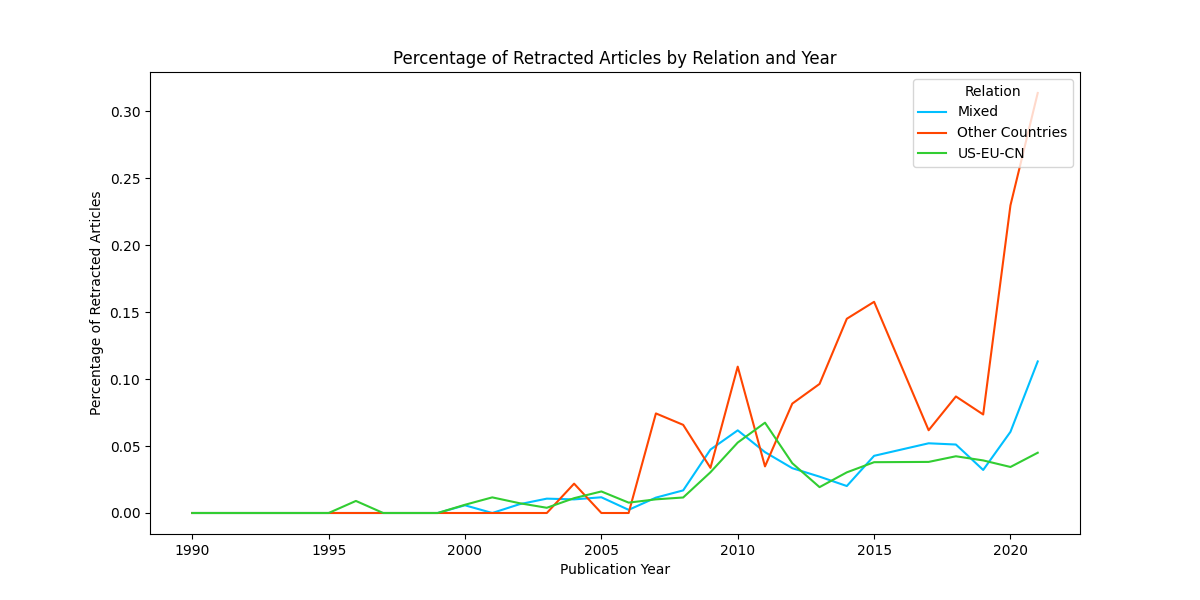 Percentage of Retracted Articles by Relation and Year
Relation
Mixed
Other Countries
US-EU-CN
Percentage of Retracted Articles
0.30
0.25
0.20
0.15
0.10
0.05
0.00
1990 1995 2000 2005 2010 2015 2020
Publication Year